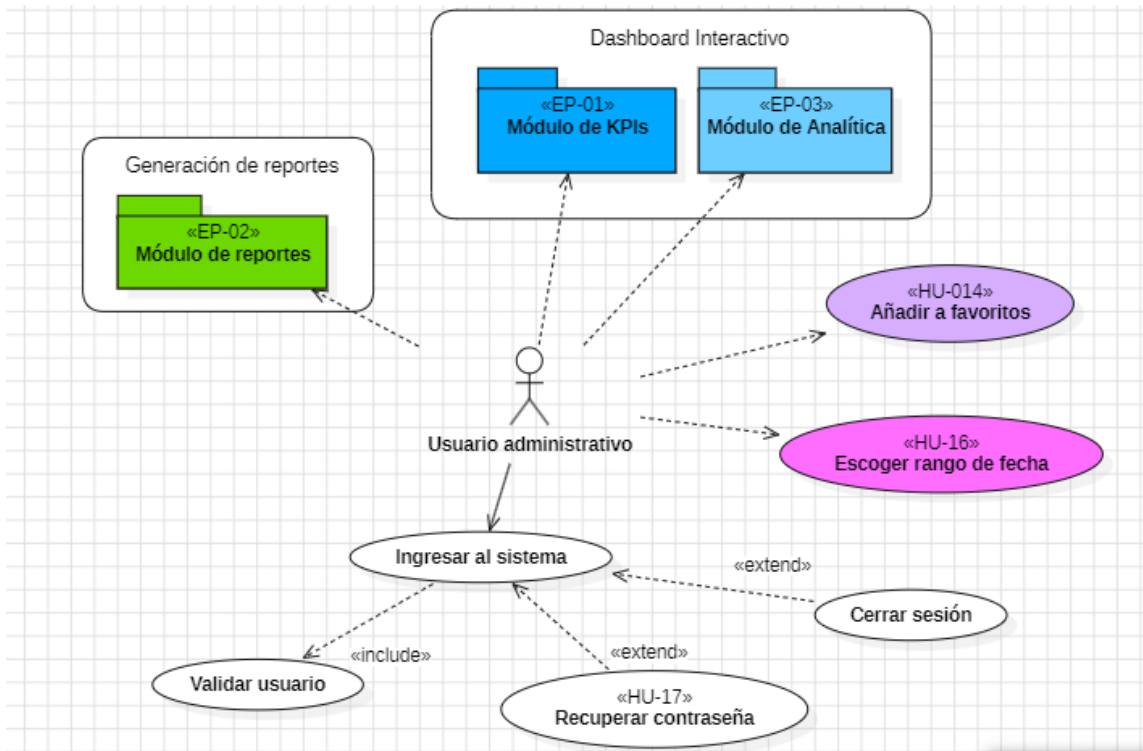 Dashboard Interactivo
«EP-01»
Módulo de KPIs
«EP-03»
Módulo de Analítica
Generación de reportes
«EP-02»
Módulo de reportes
«HU-014»
Añadir a favoritos
Usuario administrativo
«HU-16»
Escoger rango de fecha
Ingresar al sistema
«extend»
Cerrar sesión
«include»
«extend»
Validar usuario
«HU-17»
Recuperar contraseña